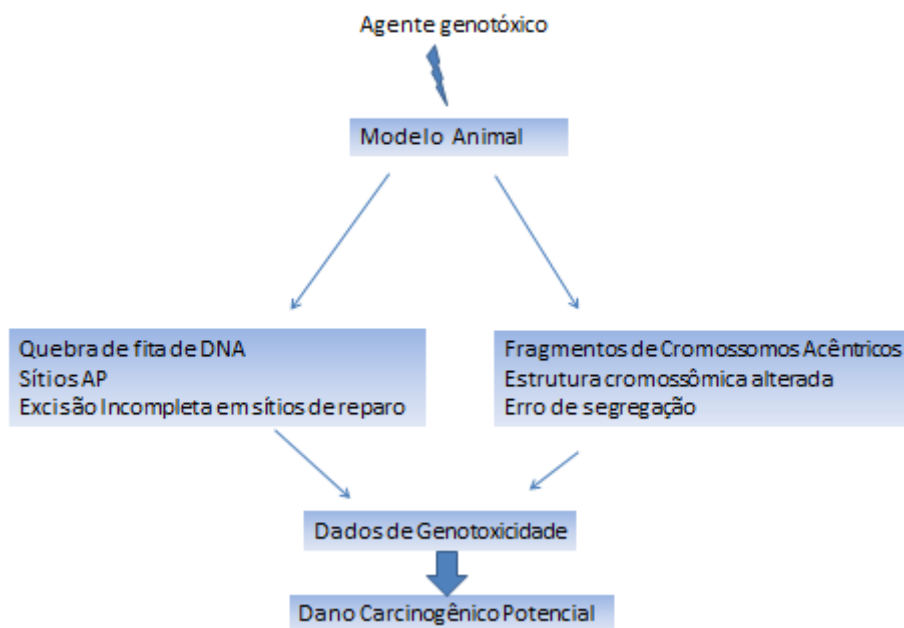 Agente genotóxico
Modelo Animal
Quebra de fita de DNA
Sítios AP
Excisão Incompleta em sítios de reparo
Fragmentos de Cromossomos Acêntricos
Estrutura cromossômica alterada
Erro de segregação
Dados de Genotoxicidade
Dano Carcinogênico Potencial